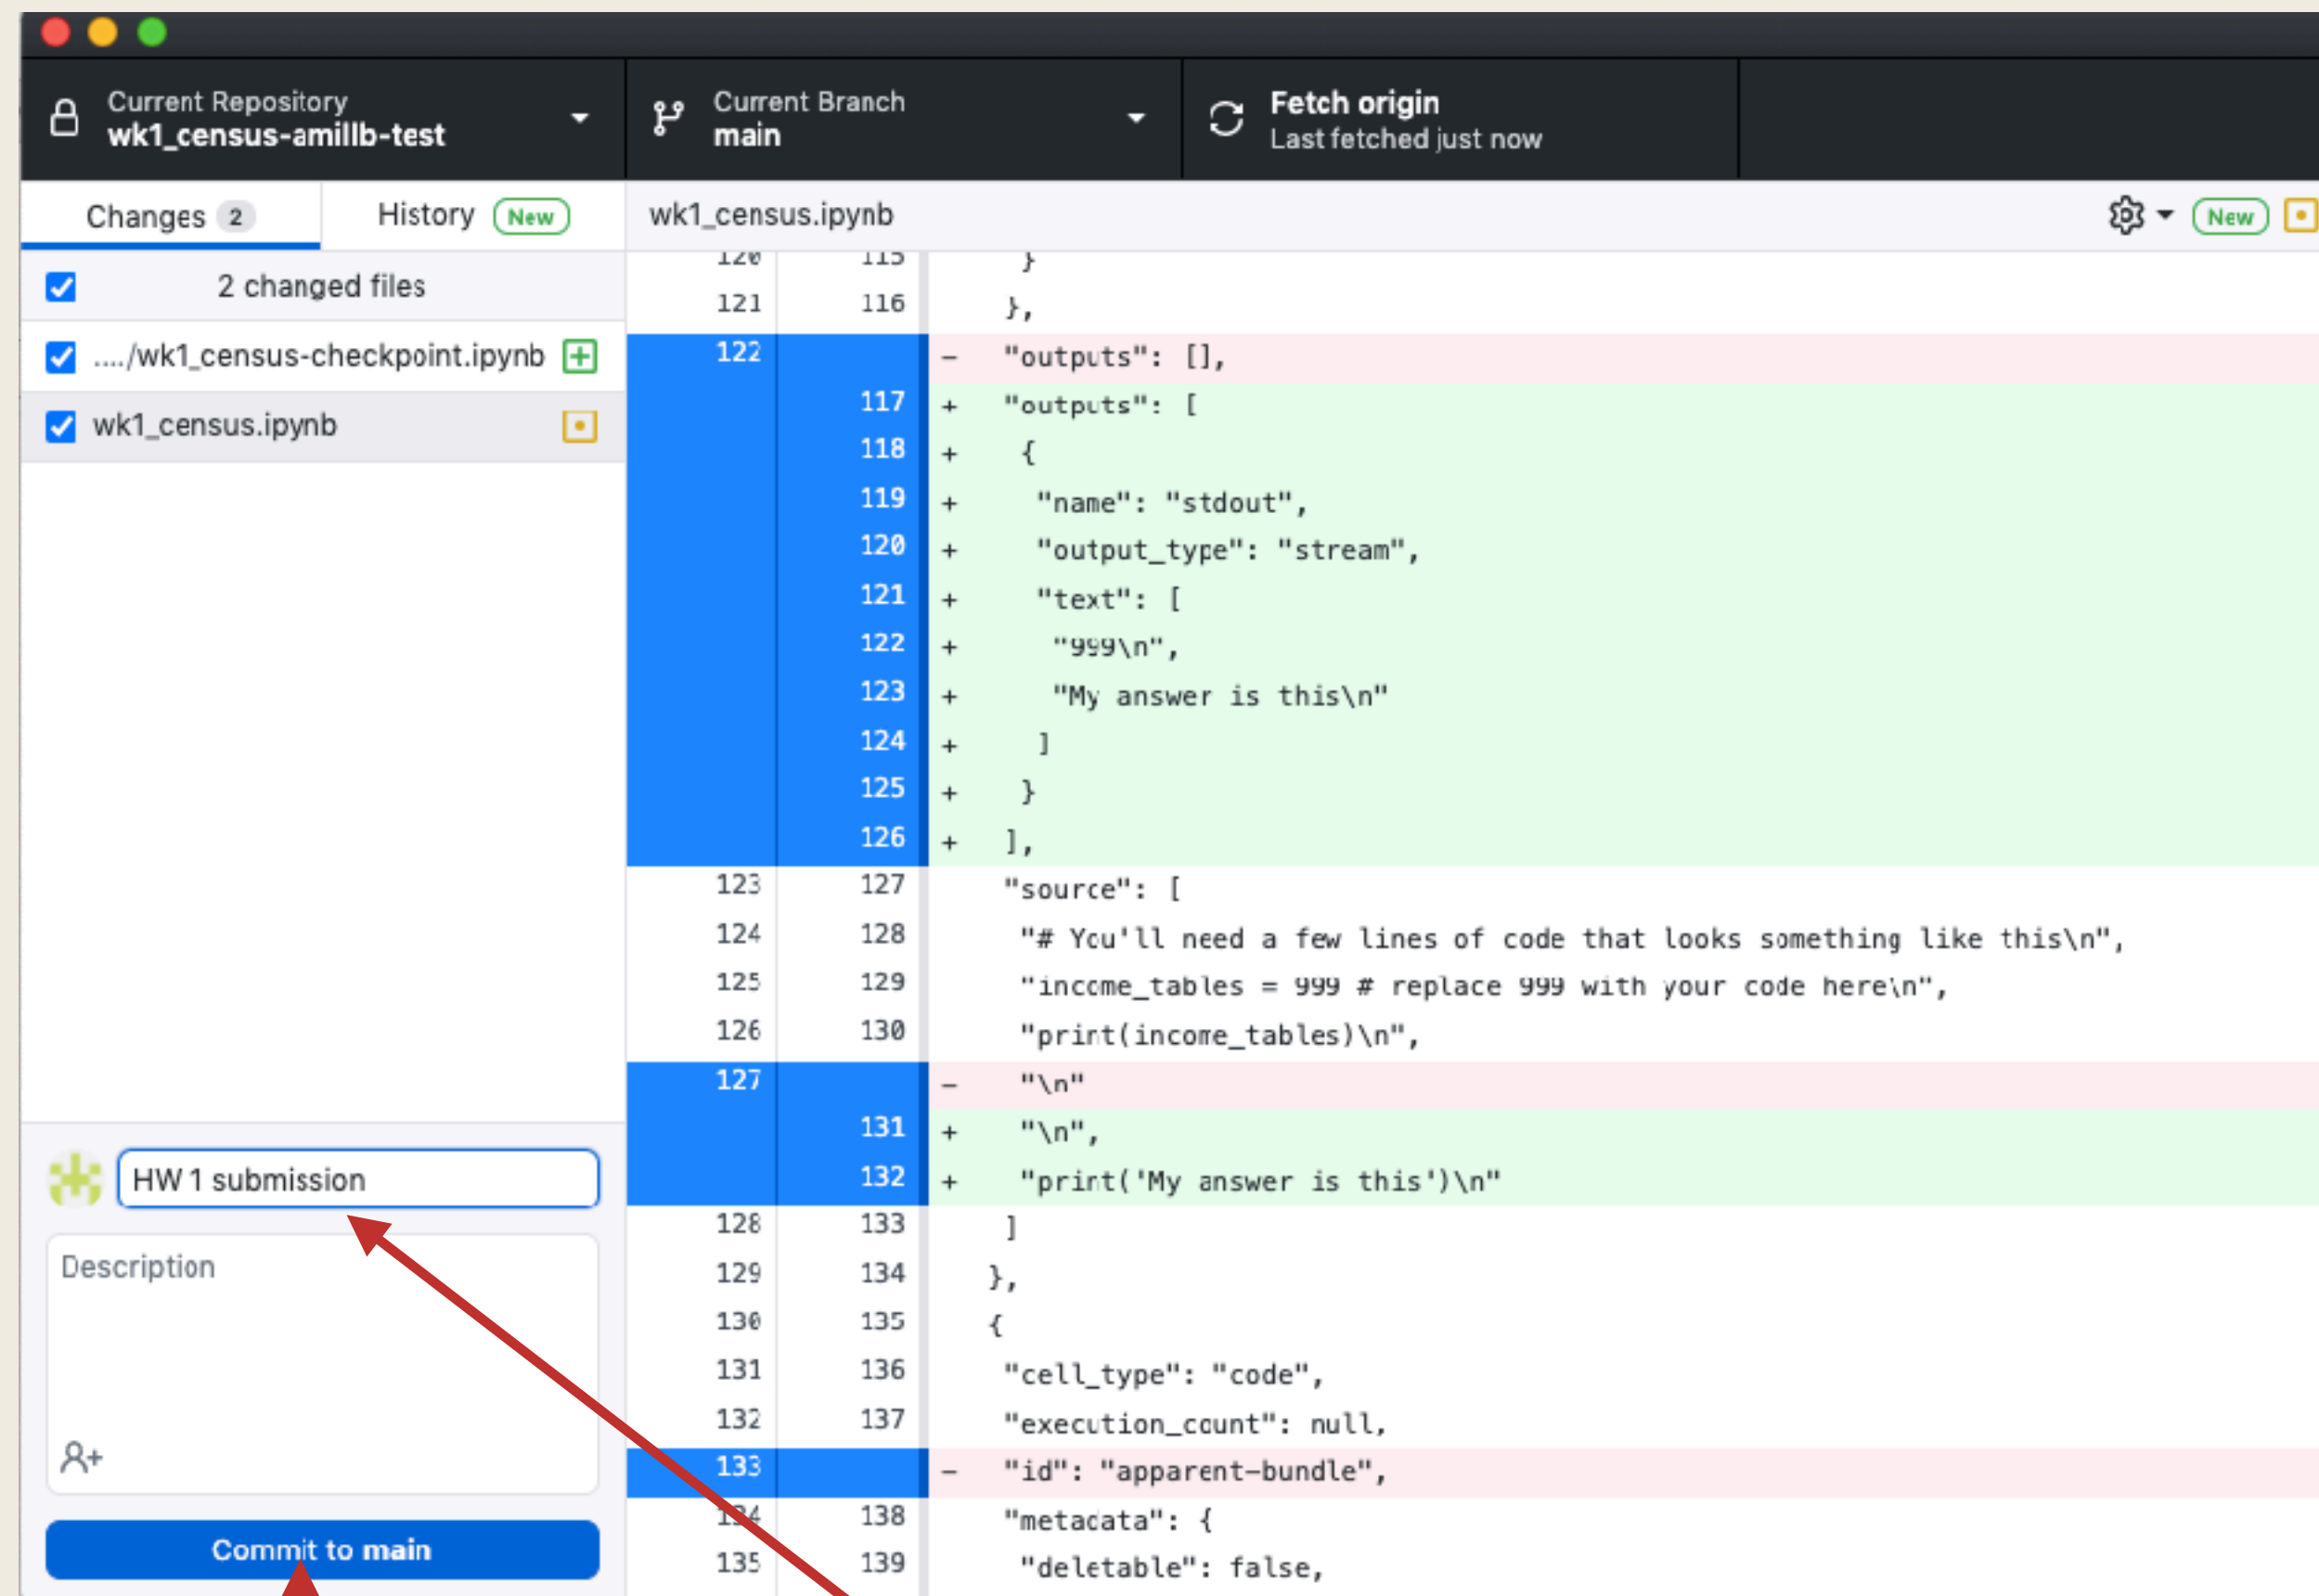 Current Repository
wk1_census-amillb-test
Current Branch
main
Fetch origin
Last fetched just now
Changes 2
History New
wk1_census.ipynb
New
2 changed files
..../wk1_census-checkpoint.ipynb
wk1_census.ipynb
120 115 }
121 116 },
122 - "outputs": [],
117 + "outputs": [
118 + {
119 + "name": "stdout",
120 + "output_type": "stream",
121 + "text": [
122 + "999\n",
123 + "My answer is this\n"
124 + ]
125 + }
126 + ],
123 127 "source": [
124 128 "# You'll need a few lines of code that looks something like this\n",
125 129 "income_tables = 999 # replace 999 with your code here\n",
126 130 "print(income_tables)\n",
127 - "\n"
131 + "\n",
132 + "print('My answer is this')\n"
128 133 ]
129 134 },
130 135 {
131 136 "cell_type": "code",
132 137 "execution_count": null,
133 - "id": "apparent-bundle",
134 138 "metadata": {
135 139 "deletable": false,
HW 1 submission
Description
Commit to main